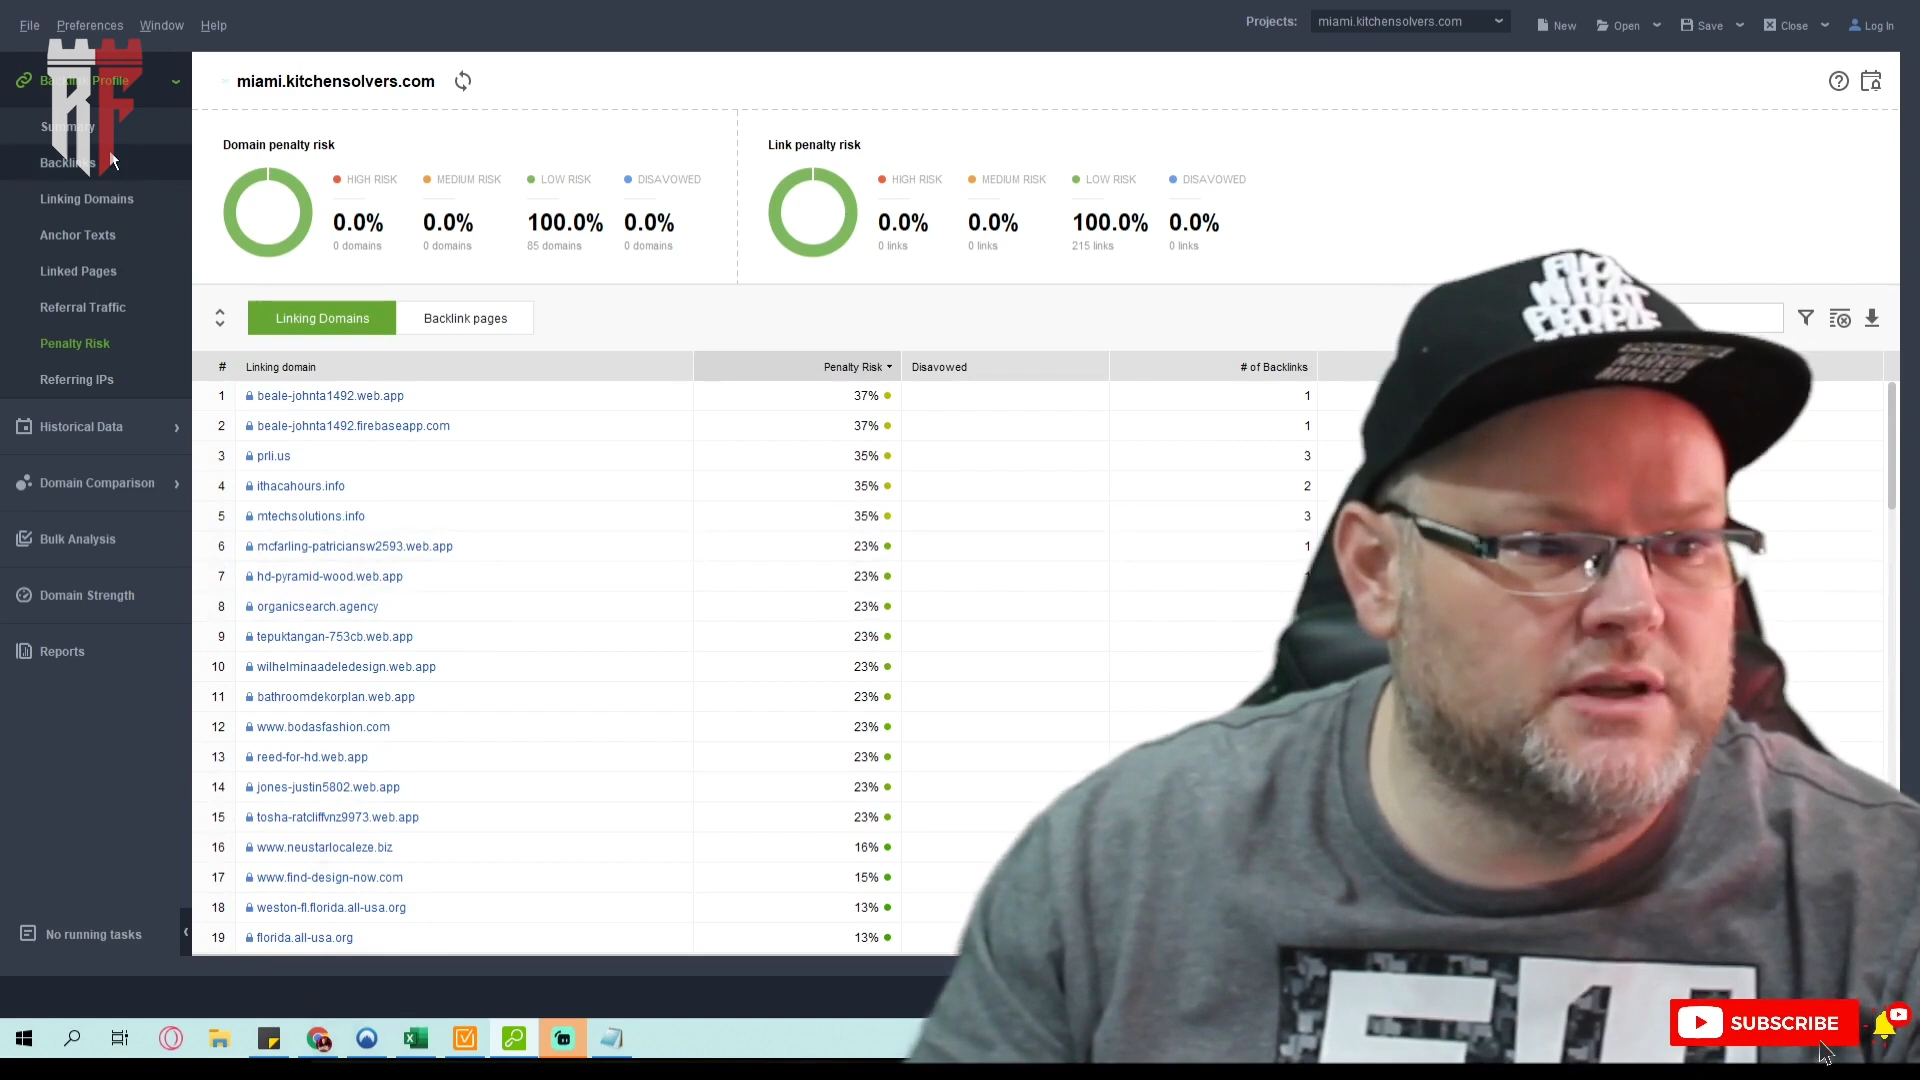 File Preferences Window Help
Projects: miami.kitchensolvers.com New Open Save Close Log In
Backlink Profile
Summary
Backlinks
Linking Domains
Anchor Texts
Linked Pages
Referral Traffic
Penalty Risk
Referring IPs
Historical Data
Domain Comparison
Bulk Analysis
Domain Strength
Reports
No running tasks
miami.kitchensolvers.com
Domain penalty risk
HIGH RISK MEDIUM RISK LOW RISK DISAVOWED
0.0% 0.0% 100.0% 0.0%
0 domains 0 domains 85 domains 0 domains
Link penalty risk
HIGH RISK MEDIUM RISK LOW RISK DISAVOWED
0.0% 0.0% 100.0% 0.0%
0 links 0 links 215 links 0 links
Linking Domains Backlink pages
# Linking domain Penalty Risk Disavowed # of Backlinks
1 beale-johnta1492.web.app 37% 1
2 beale-johnta1492.firebaseapp.com 37% 1
3 prli.us 35% 3
4 ithacahours.info 35% 2
5 mtechsolutions.info 35% 3
6 mcfarling-patriciansw2593.web.app 23% 1
7 hd-pyramid-wood.web.app 23%
8 organicsearch.agency 23%
9 tepuktangan-753cb.web.app 23%
10 wilhelminaadeledesign.web.app 23%
11 bathroomdekorplan.web.app 23%
12 www.bodasfashion.com 23%
13 reed-for-hd.web.app 23%
14 jones-justin5802.web.app 23%
15 tosha-ratcliffvnz9973.web.app 23%
16 www.neustarlocaleze.biz 16%
17 www.find-design-now.com 15%
18 weston-fl.florida.all-usa.org 13%
19 florida.all-usa.org 13%
FUCK
WHAT
PEOPLE
SUBSCRIBE